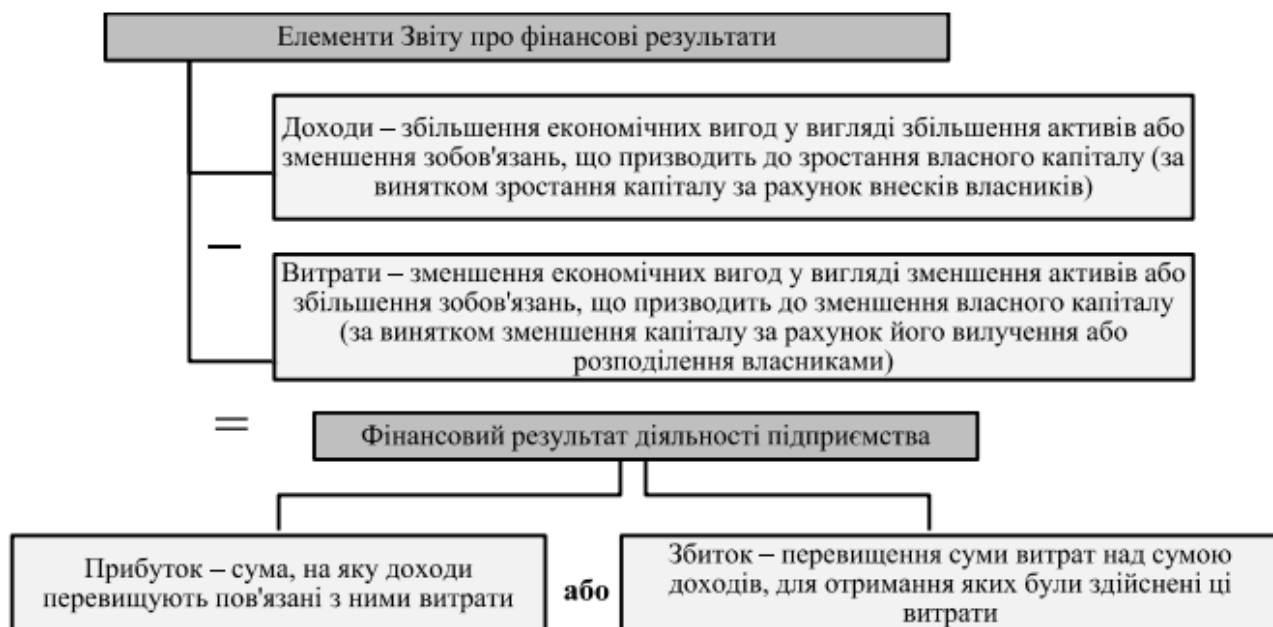 Елементи Звіту про фінансові результати
Доходи – збільшення економічних вигод у вигляді збільшення активів або
зменшення зобов'язань, що призводить до зростання власного капіталу (за
винятком зростання капіталу за рахунок внесків власників)
–
Витрати – зменшення економічних вигод у вигляді зменшення активів або
збільшення зобов'язань, що призводить до зменшення власного капіталу
(за винятком зменшення капіталу за рахунок його вилучення або
розподілення власниками)
=
Фінансовий результат діяльності підприємства
Прибуток – сума, на яку доходи
перевищують пов'язані з ними витрати
або
Збиток – перевищення суми витрат над сумою
доходів, для отримання яких були здійснені ці
витрати